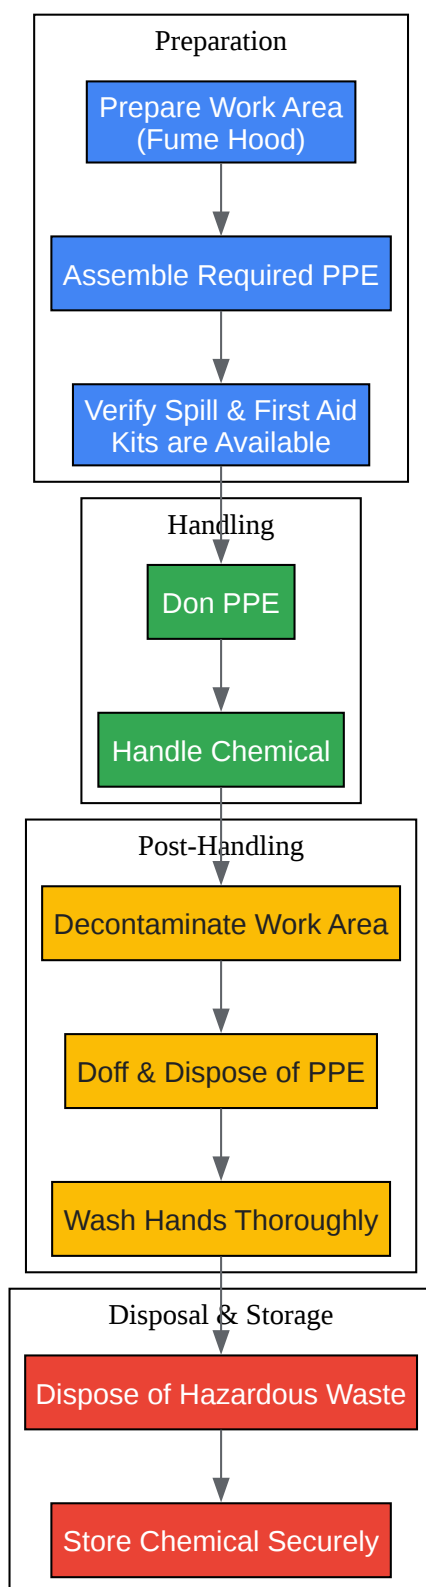 Preparation
Prepare Work Area
(Fume Hood)
Assemble Required PPE
Verify Spill & First Aid
Kits are Available
Handling
Don PPE
Handle Chemical
Post-Handling
Decontaminate Work Area
Doff & Dispose of PPE
Wash Hands Thoroughly
Disposal & Storage
Dispose of Hazardous Waste
Store Chemical Securely